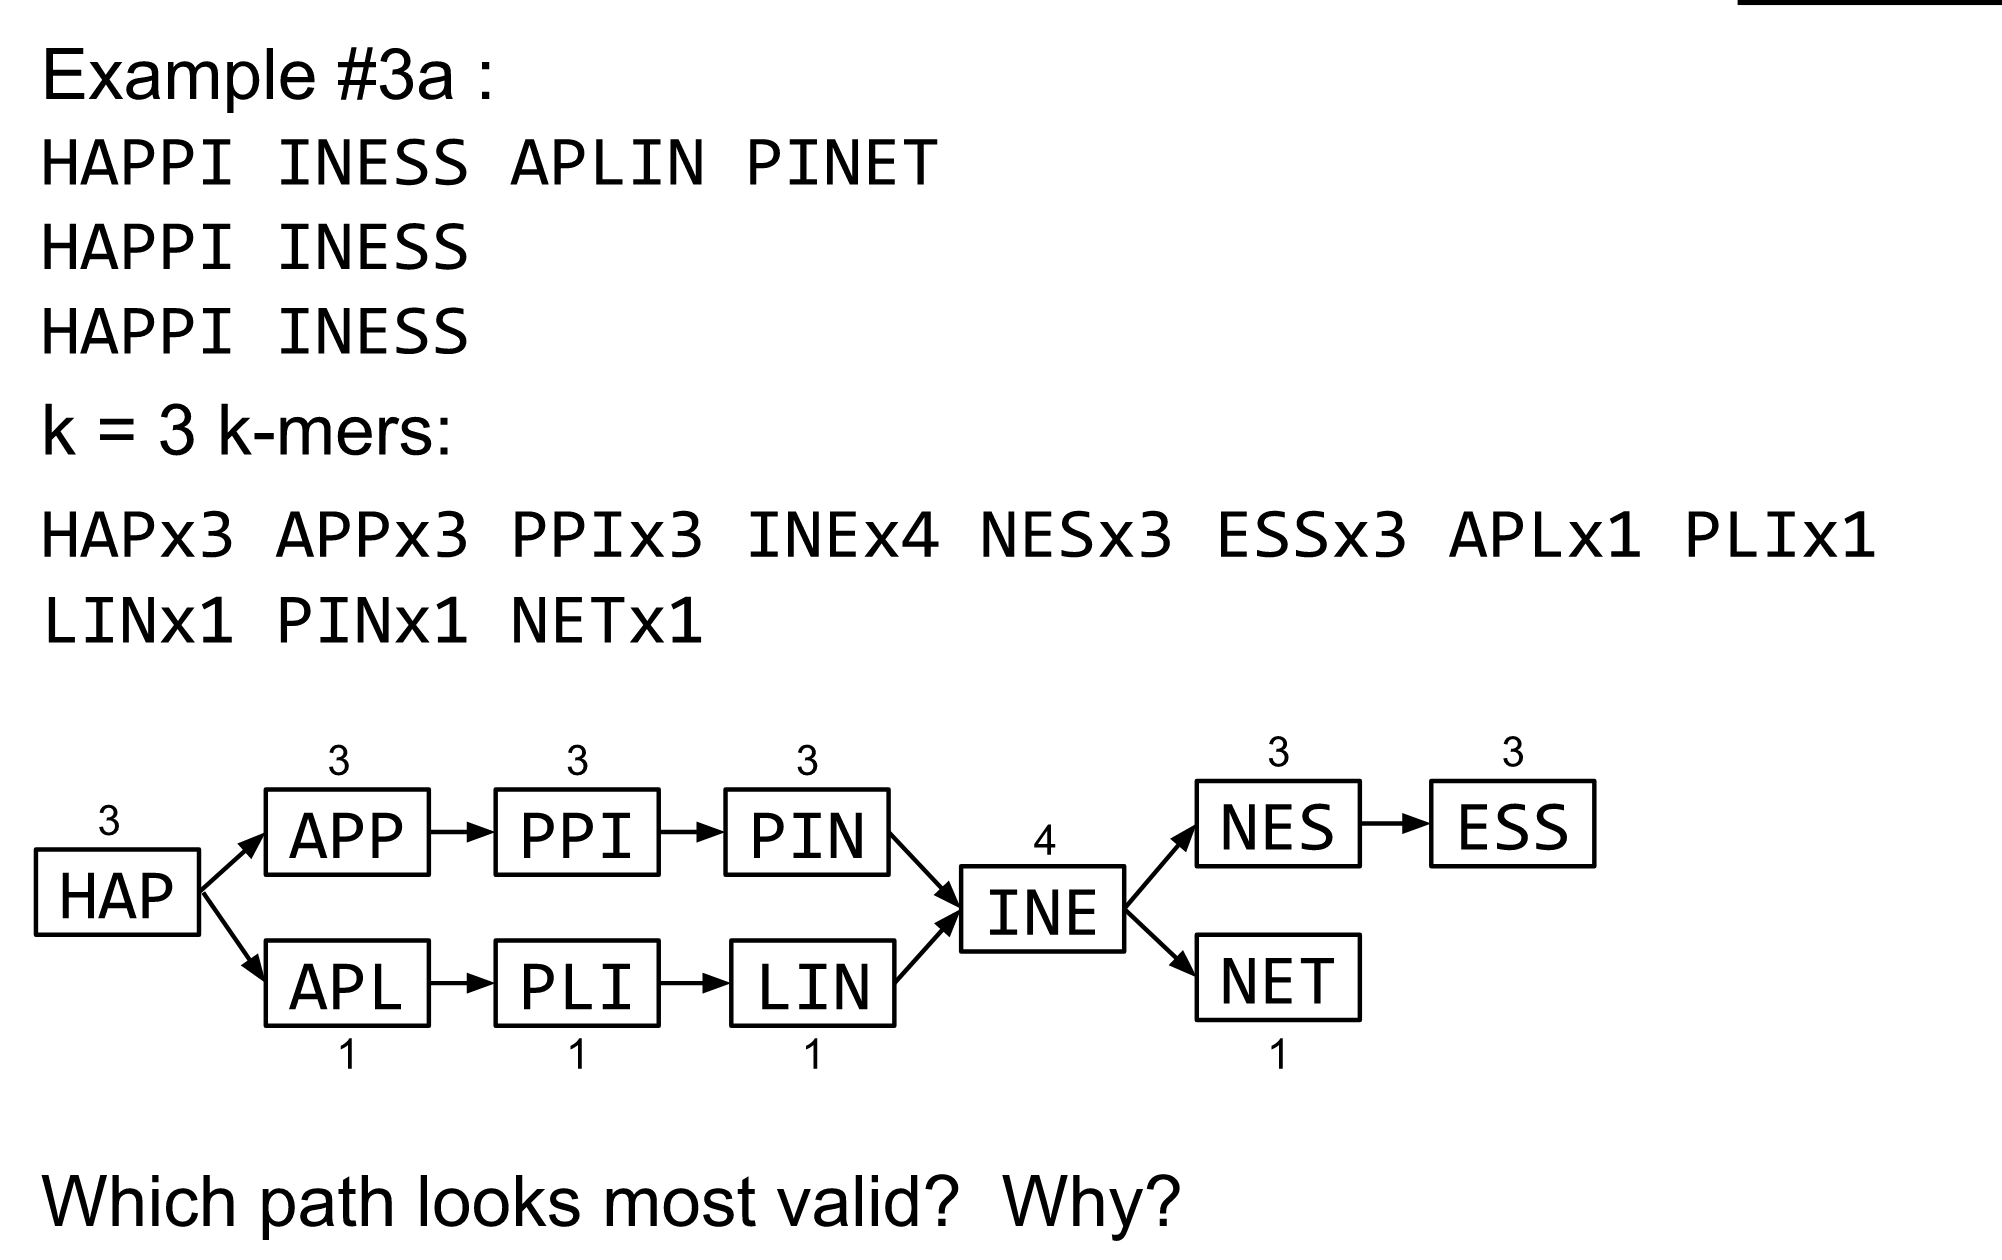 Example #3a :
HAPPI INESS APLIN PINET
HAPPI INESS
HAPPI INESS
k = 3 k-mers:
HAPx3 APPx3 PPIx3 INEx4 NESx3 ESSx3 APLx1 PLIx1
LINx1 PINx1 NETx1
3 3 3 3 4 3 3
HAP APP PPI PIN INE NES ESS
APL PLI LIN NET
1 1 1 1
Which path looks most valid? Why?